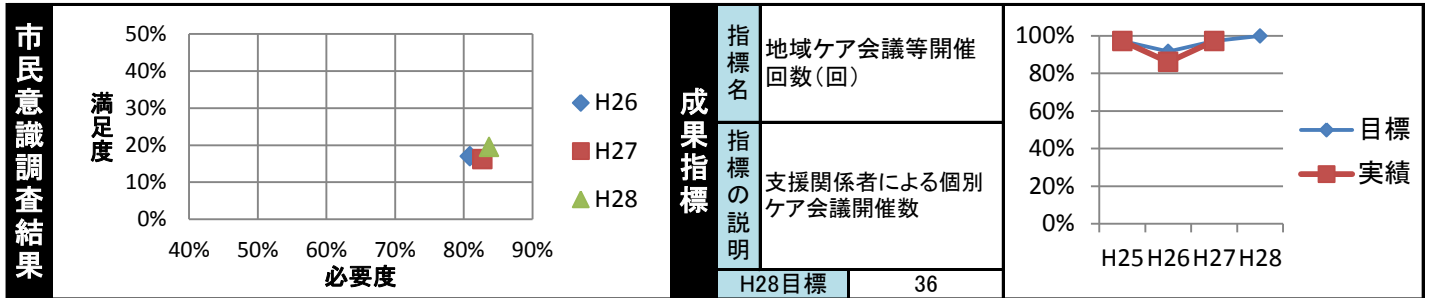 市民意識調査結果
50%
40%
30%
20%
10%
0%
満足度
40% 50% 60% 70% 80% 90%
必要度
H26
H27
H28
成果指標
指標名
地域ケア会議等開催
回数(回)
指標の説明
支援関係者による個別
ケア会議開催数
H28目標 36
100%
80%
60%
40%
20%
0%
H25 H26 H27 H28
目標
実績